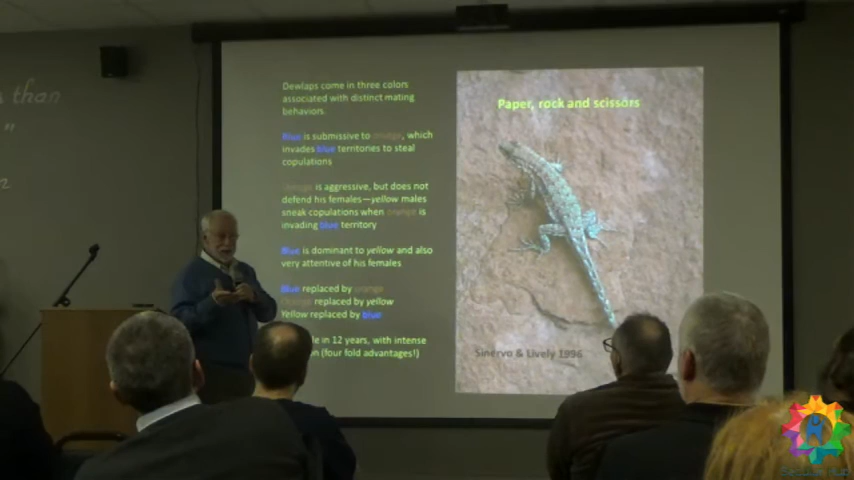 s than
”
Dewlaps come in three colors
associated with distinct mating
behaviors.
Blue is submissive to orange, which
invades blue territories to steal
copulations
Orange is aggressive, but does not
defend his females—yellow males
sneak copulations when orange is
invading blue territory
Blue is dominant to yellow and also
very attentive of his females
Blue replaced by orange
Orange replaced by yellow
Yellow replaced by blue
le in 12 years, with intense
n (four fold advantages!)
Paper, rock and scissors
Sinervo & Lively 1996